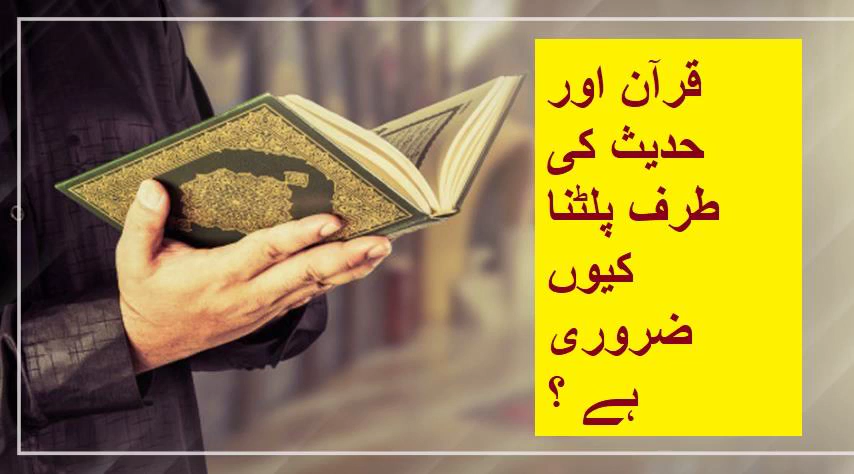 قرآن اور
حدیث کی
طرف پلٹنا
کیوں
ضروری
ہے ؟